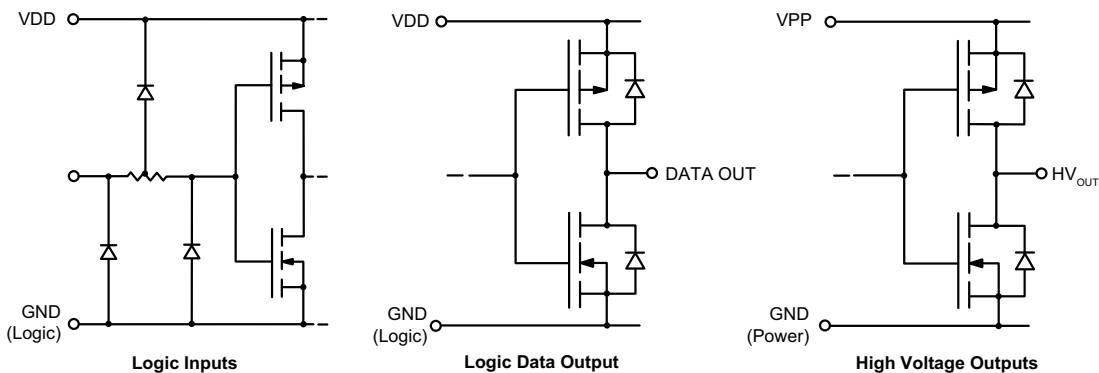 VDD
GND
(Logic)
Logic Inputs
VDD
DATA OUT
GND
(Logic)
Logic Data Output
VPP
HVOUT
GND
(Power)
High Voltage Outputs